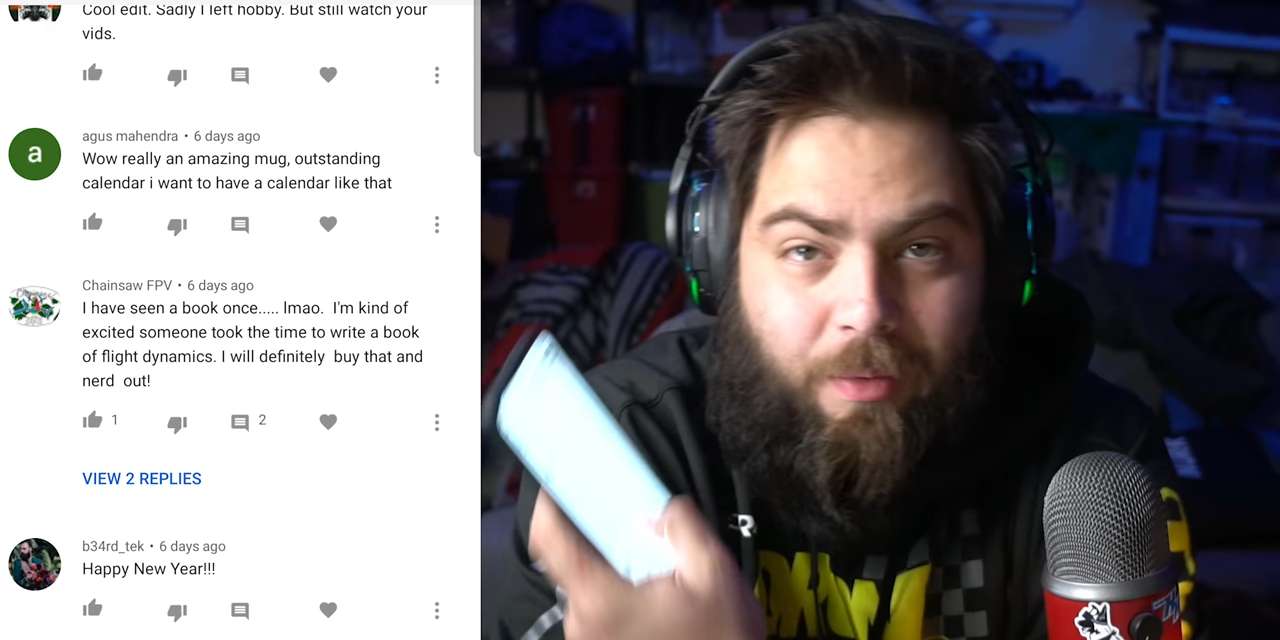 Cool edit. Sadly I left hobby. But still watch your
vids.
agus mahendra • 6 days ago
a
Wow really an amazing mug, outstanding
calendar i want to have a calendar like that
Chainsaw FPV • 6 days ago
I have seen a book once..... lmao.  I'm kind of
excited someone took the time to write a book
of flight dynamics. I will definitely  buy that and
nerd  out!
1
2
VIEW 2 REPLIES
b34rd_tek • 6 days ago
Happy New Year!!!
R